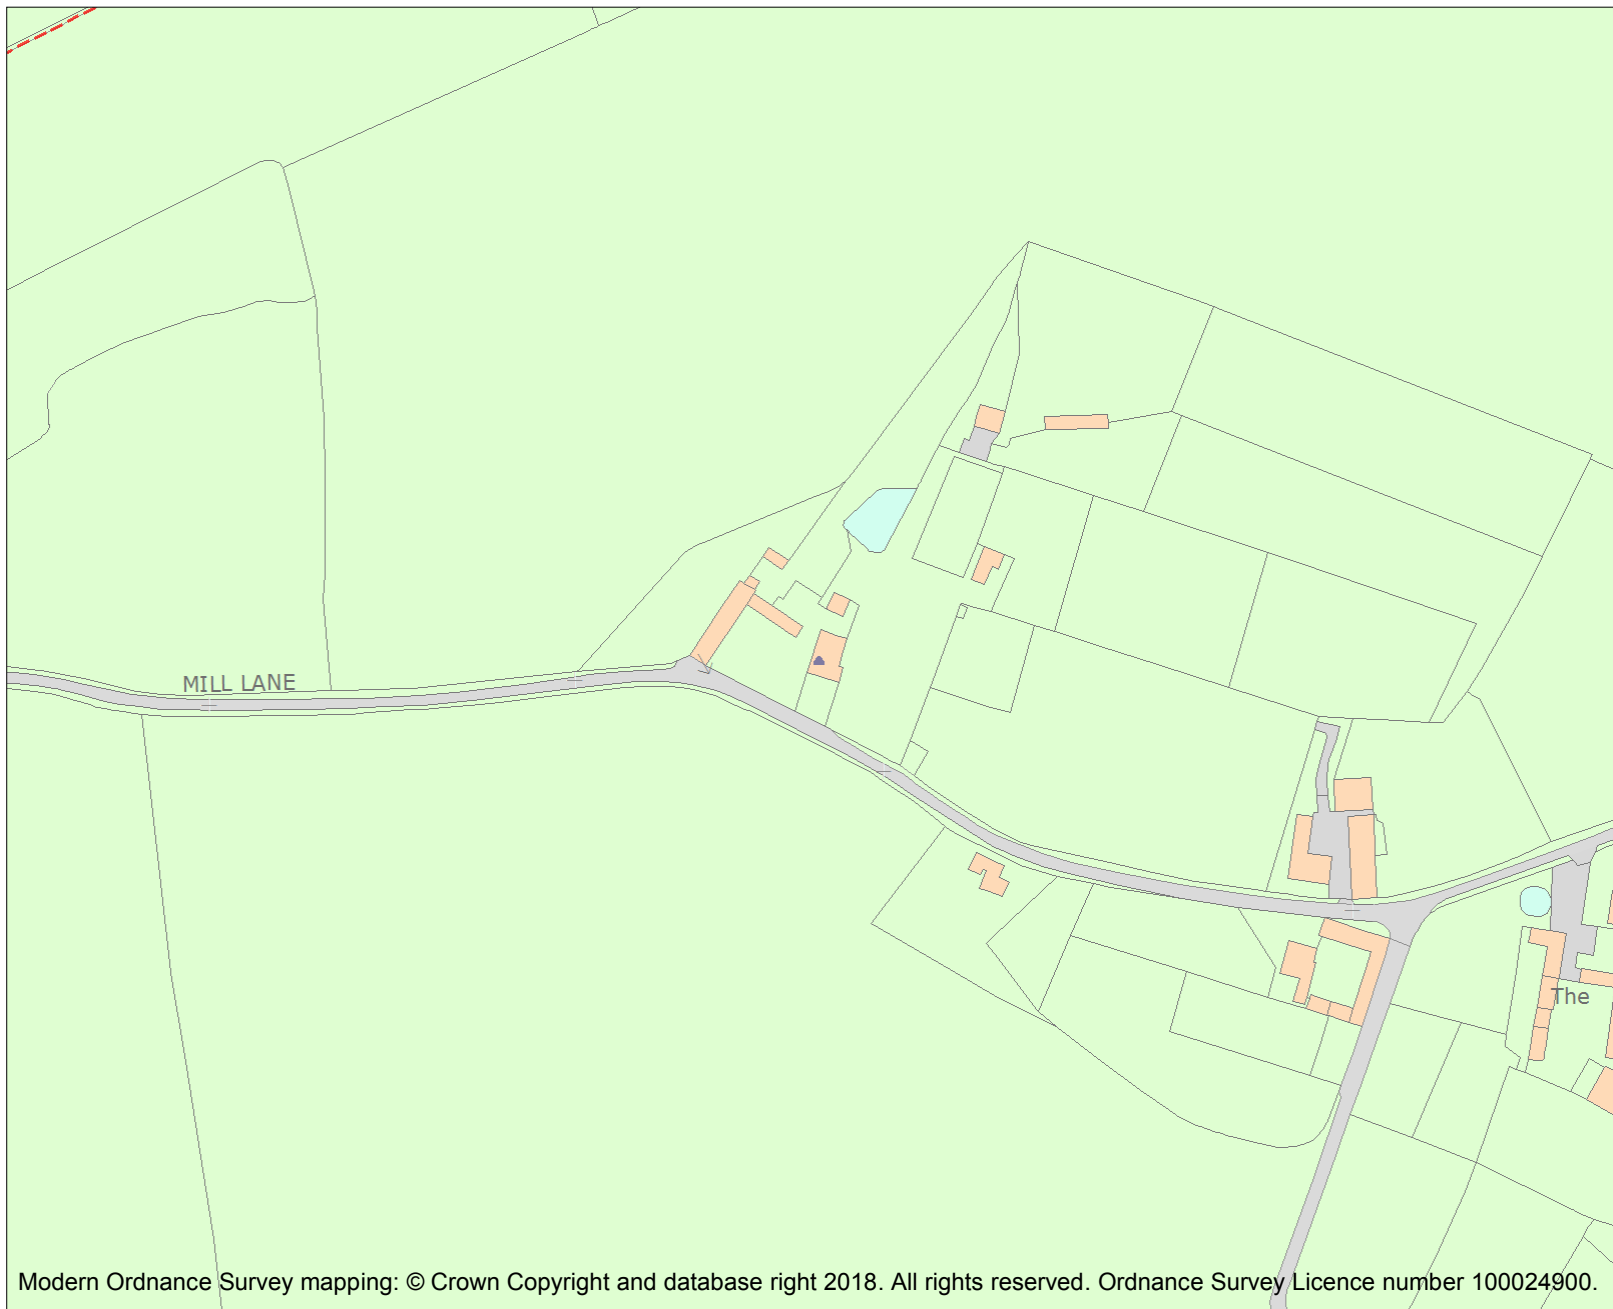 MILL LANE
The
Modern Ordnance Survey mapping: © Crown Copyright and database right 2018. All rights reserved. Ordnance Survey Licence number 100024900.